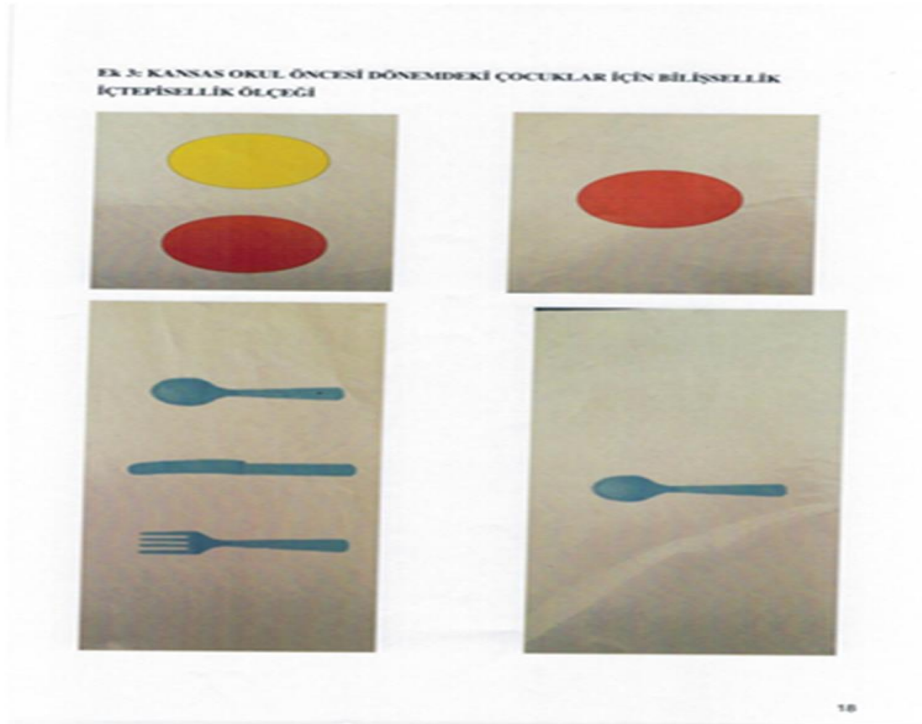 Ek 3: KANSAS OKUL ÖNCESİ DÖNEMDEKİ ÇOCUKLAR İÇİN BİLİŞSELLİK
İÇTEPİSELLİK ÖLÇEĞİ
18